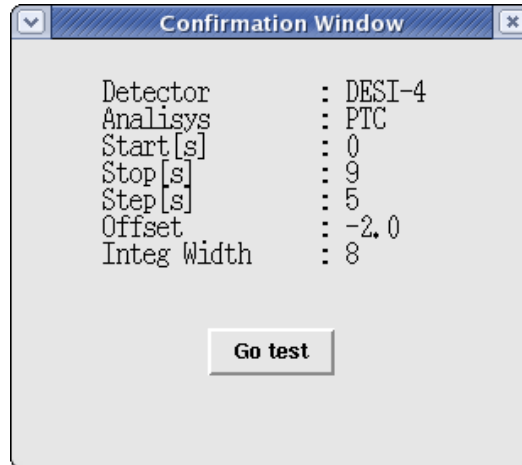 Confirmation Window
Detector : DESI-4
Analisys : PTC
Start[s] : 0
Stop[s] : 9
Step[s] : 5
Offset : -2.0
Integ Width : 8
Go test